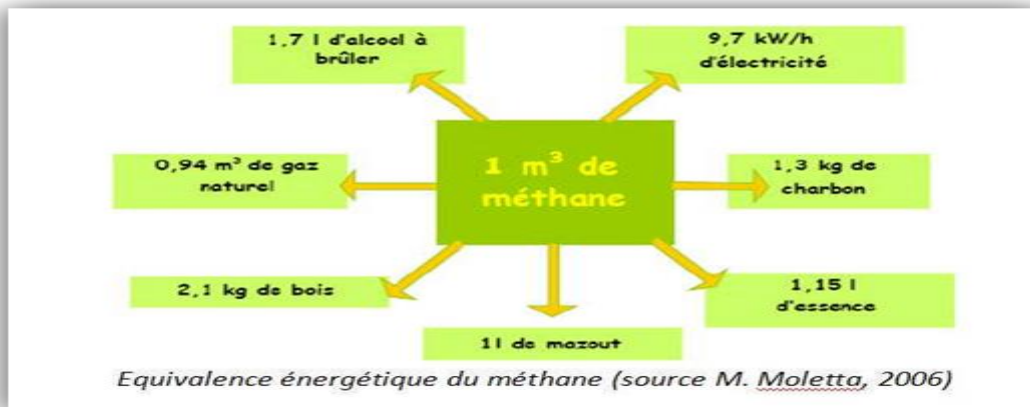 1,7 l d'alcool à
brûler
9,7 kW/h
d'électricité
0,94 m³ de gaz
naturel
1 m³ de
méthane
1,3 kg de
charbon
2,1 kg de bois
1,15 l
d'essence
1l de mazout
Equivalence énergétique du méthane (source M. Moletta, 2006)